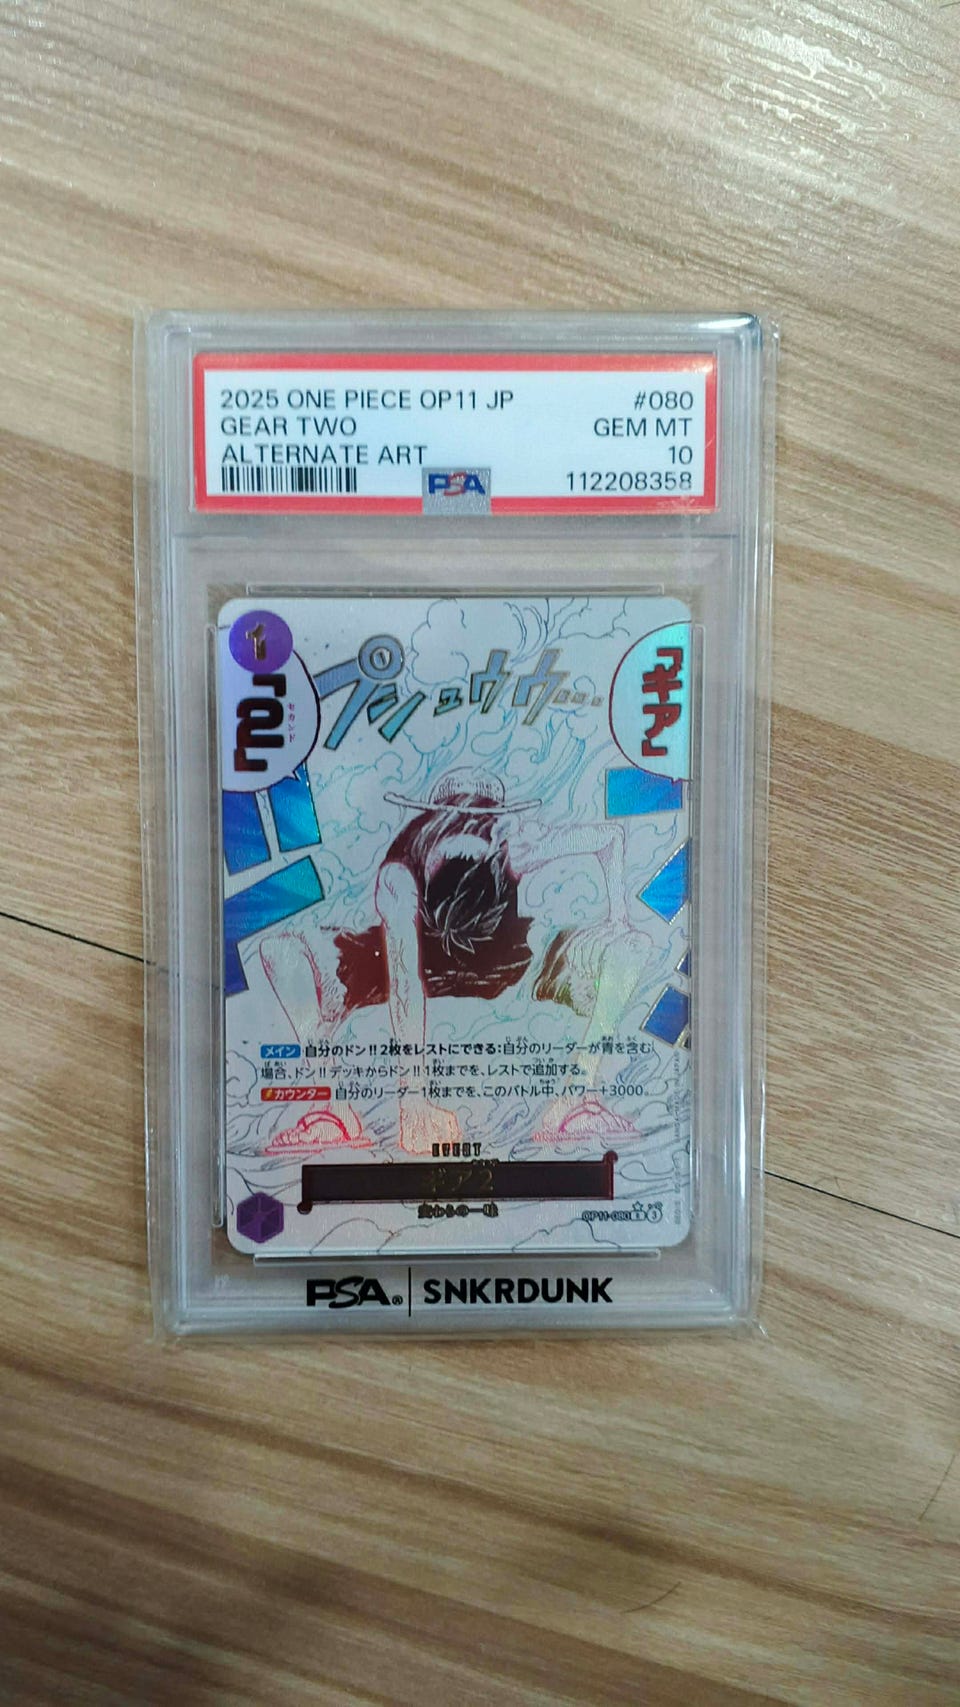 2025 ONE PIECE OP11 JP #080
GEAR TWO GEM MT
ALTERNATE ART 10
PSA 112208358
1
「2」
セカンド
プシュウウ...
「ギア」
メイン 自分のドン!!2枚をレストにできる:自分のリーダーが青を含む
場合、ドン!!デッキからドン!!1枚までを、レストで追加する。
カウンター 自分のリーダー1枚までを、このバトル中、パワー+3000。
EVENT
ギア2
麦わらの一味
OP11-080 R 3
PSA | SNKRDUNK